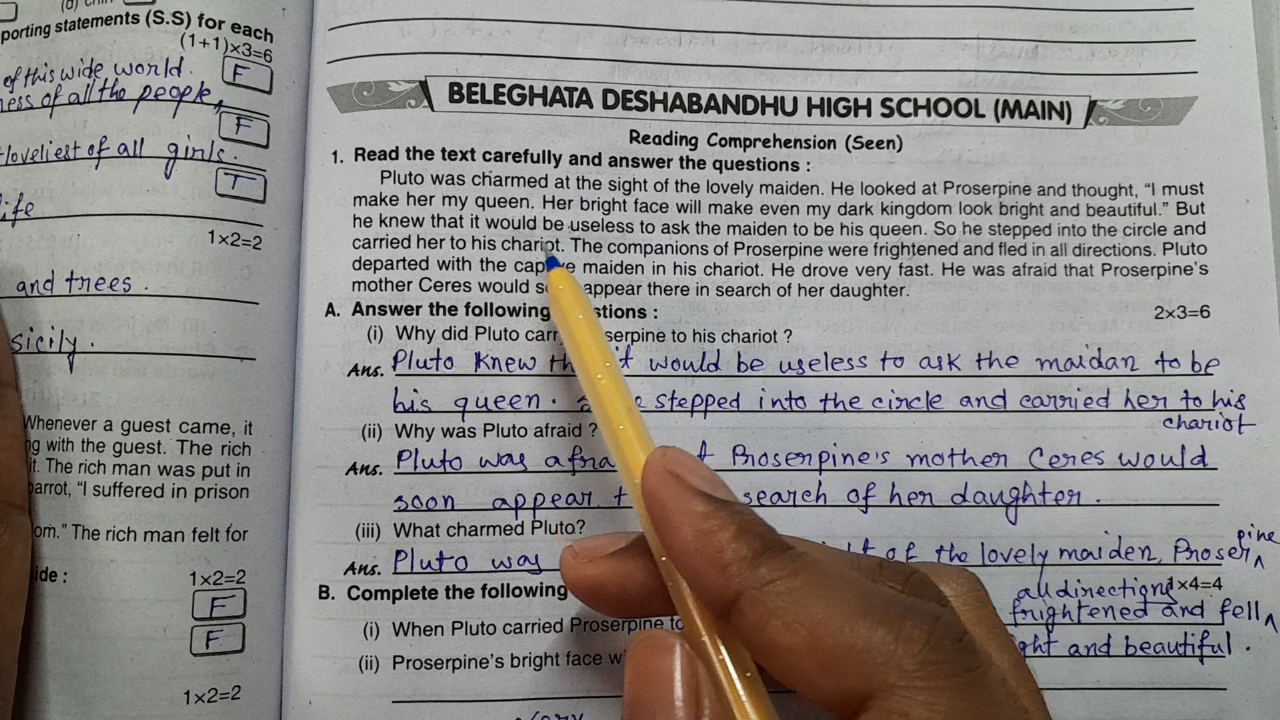 porting statements (S.S) for each
(1+1)×3=6
of this wide world.
F
ness of all the people,
F
loveliest of all girls.
T
life
1×2=2
and trees.
sicily.
Whenever a guest came, it
ng with the guest. The rich
it. The rich man was put in
parrot, "I suffered in prison
om." The rich man felt for
ide :
1×2=2
F
F
1×2=2
BELEGHATA DESHABANDHU HIGH SCHOOL (MAIN)
Reading Comprehension (Seen)
1. Read the text carefully and answer the questions :
Pluto was charmed at the sight of the lovely maiden. He looked at Proserpine and thought, "I must
make her my queen. Her bright face will make even my dark kingdom look bright and beautiful." But
he knew that it would be useless to ask the maiden to be his queen. So he stepped into the circle and
carried her to his chariot. The companions of Proserpine were frightened and fled in all directions. Pluto
departed with the cap ve maiden in his chariot. He drove very fast. He was afraid that Proserpine's
mother Ceres would s appear there in search of her daughter.
A. Answer the following stions :
2×3=6
(i) Why did Pluto carr serpine to his chariot ?
Ans. Pluto knew th it would be useless to ask the maidan to be
his queen. stepped into the circle and carried her to his
chariot
(ii) Why was Pluto afraid ?
Ans. Pluto was afra Proserpine's mother Ceres would
soon appear t search of her daughter.
(iii) What charmed Pluto?
Ans. Pluto was of the lovely maiden, Proserpine
B. Complete the following
1×4=4
all directions
(i) When Pluto carried Proserpine to
frightened and fell
(ii) Proserpine's bright face w
ght and beautiful.